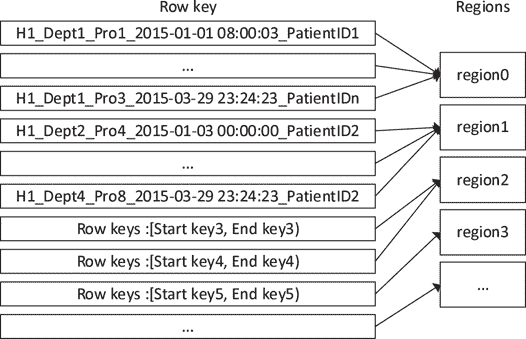 Row key
Regions
H1_Dept1_Pro1_2015-01-01 08:00:03_PatientID1
...
H1_Dept1_Pro3_2015-03-29 23:24:23_PatientIDn
H1_Dept2_Pro4_2015-01-03 00:00:00_PatientID2
...
H1_Dept4_Pro8_2015-03-29 23:24:23_PatientID2
Row keys :[Start key3, End key3)
Row keys :[Start key4, End key4)
Row keys :[Start key5, End key5)
...
region0
region1
region2
region3
...